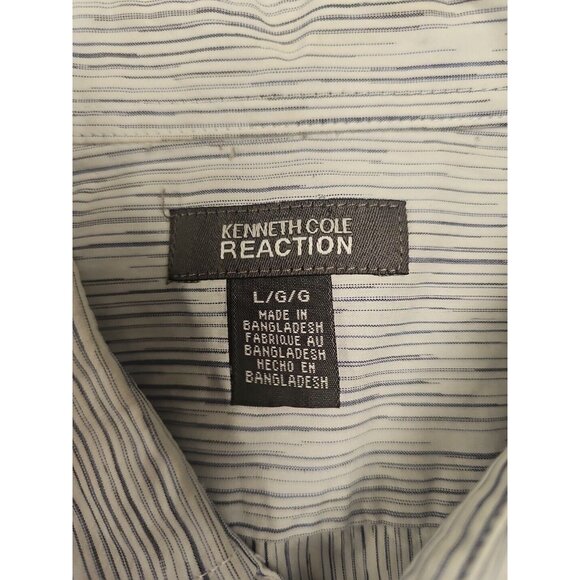 KENNETH COLE
REACTION
L/G/G
MADE IN
BANGLADESH
FABRIQUE AU
BANGLADESH
HECHO EN
BANGLADESH